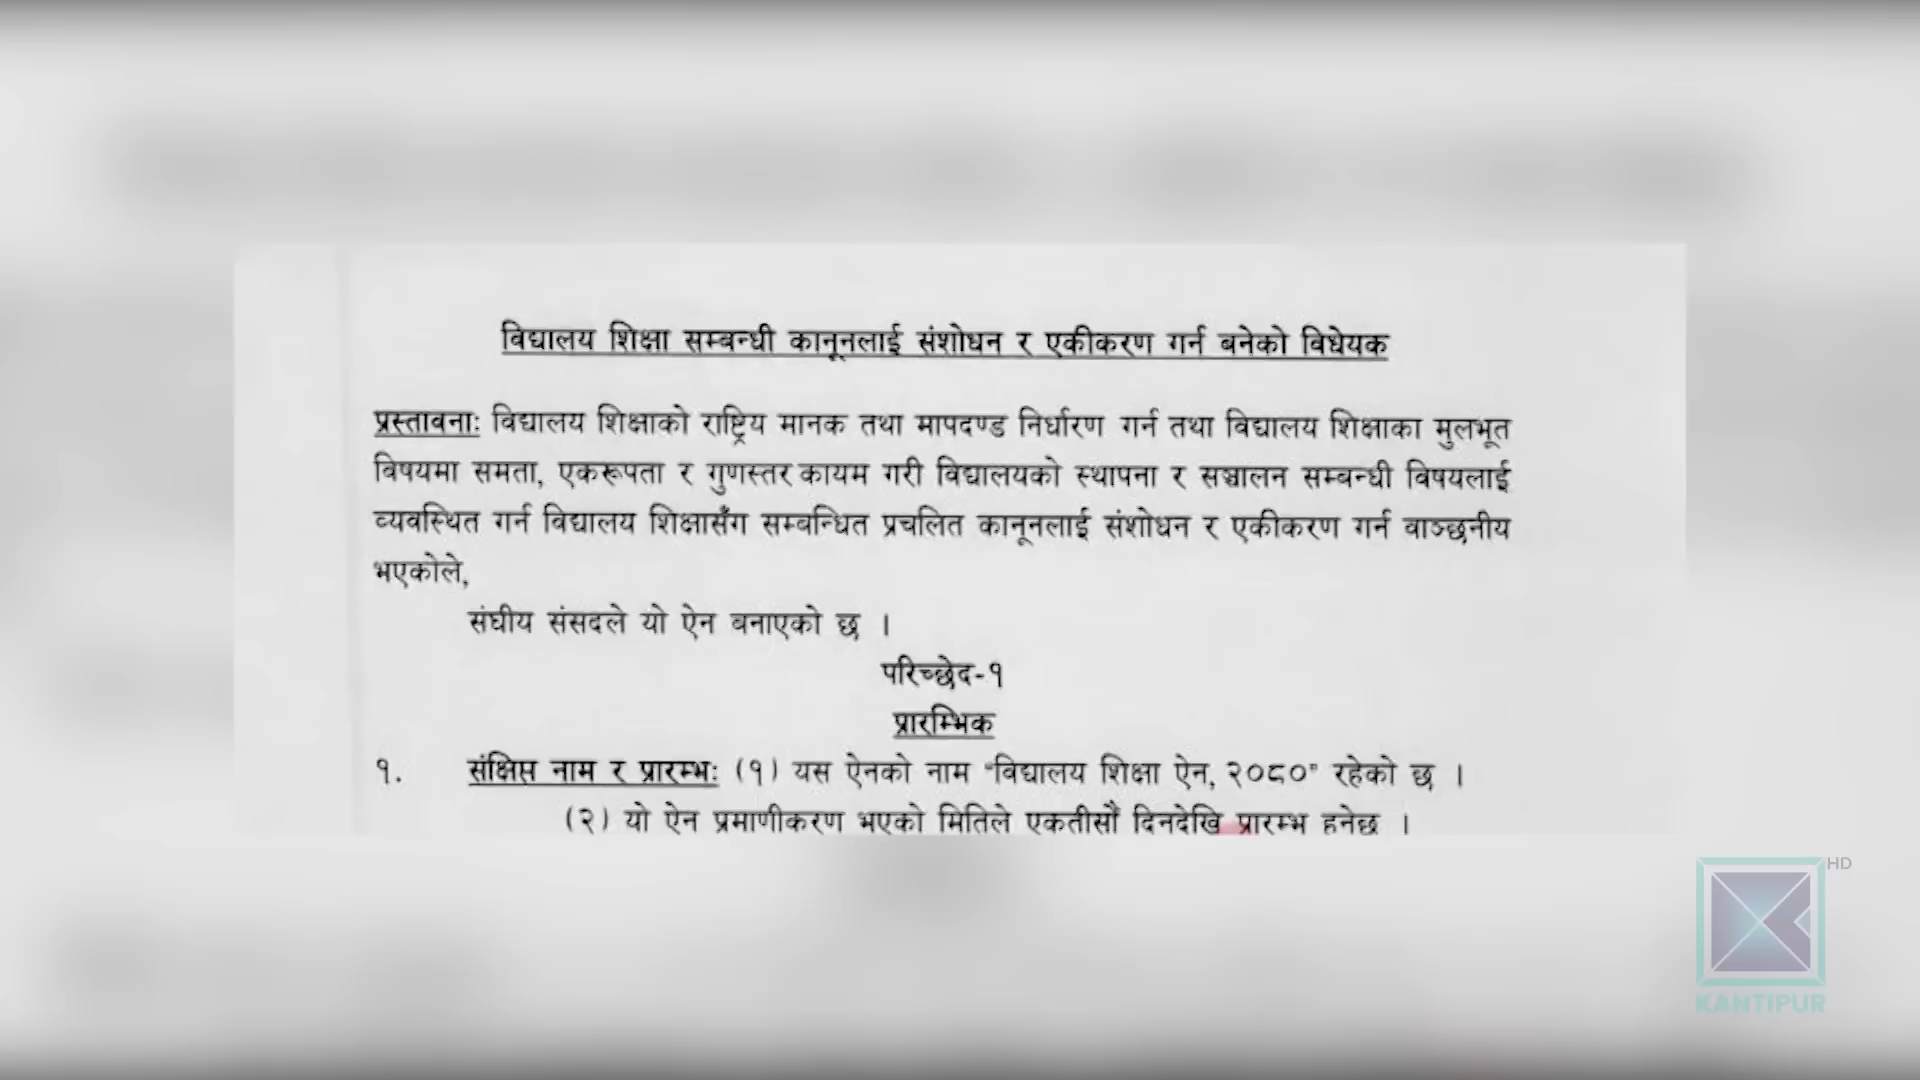 विद्यालय शिक्षा सम्बन्धी कानूनलाई संशोधन र एकीकरण गर्न बनेको विधेयक
प्रस्तावनाः विद्यालय शिक्षाको राष्ट्रिय मानक तथा मापदण्ड निर्धारण गर्न तथा विद्यालय शिक्षाका मुलभूत
विषयमा समता, एकरूपता र गुणस्तर कायम गरी विद्यालयको स्थापना र सञ्चालन सम्बन्धी विषयलाई
व्यवस्थित गर्न विद्यालय शिक्षासँग सम्बन्धित प्रचलित कानूनलाई संशोधन र एकीकरण गर्न वाञ्छनीय
भएकोले,
संघीय संसदले यो ऐन बनाएको छ ।
परिच्छेद-१
प्रारम्भिक
१. संक्षिप्त नाम र प्रारम्भः (१) यस ऐनको नाम "विद्यालय शिक्षा ऐन, २०८०" रहेको छ ।
(२) यो ऐन प्रमाणीकरण भएको मितिले एकतीसौं दिनदेखि प्रारम्भ हुनेछ ।
HD
KANTIPUR